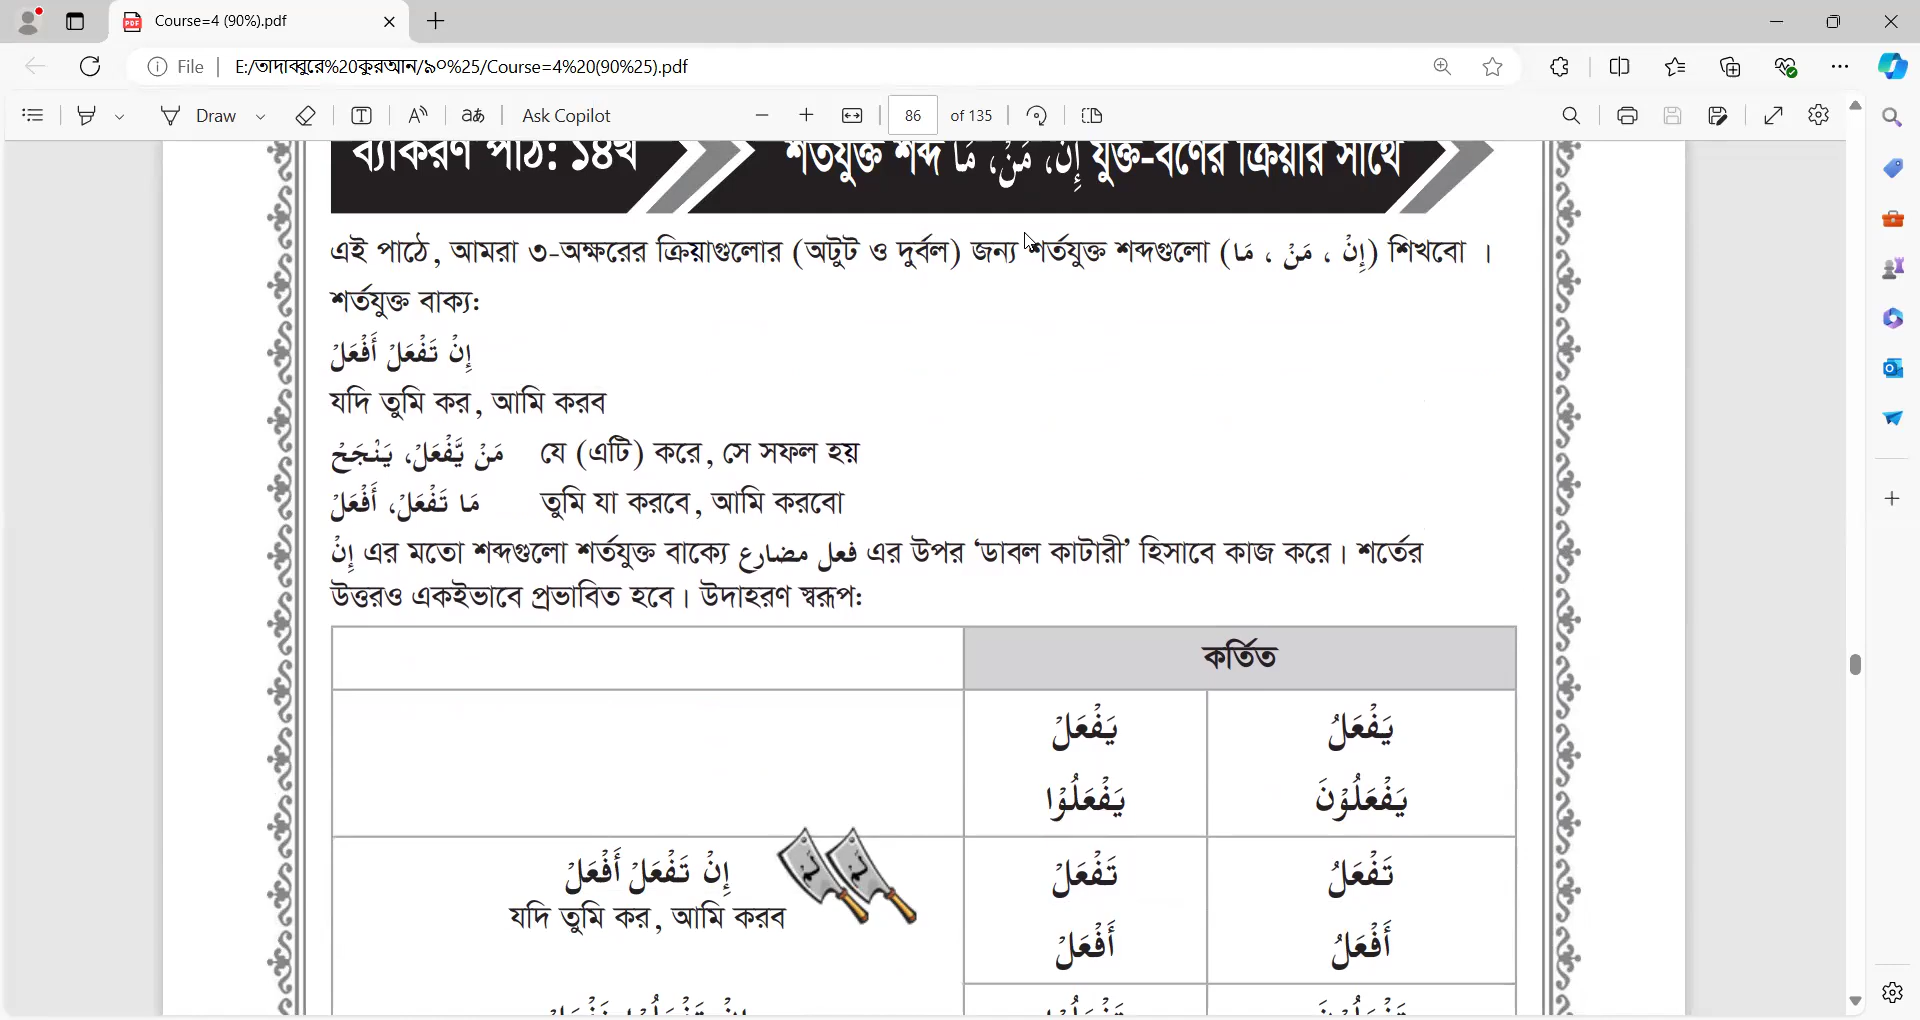 Course=4 (90%).pdf
File E:/তাদাব্বুরে%20কুরআন/৯০%25/Course=4%20(90%25).pdf
Draw Ask Copilot 86 of 135
ব্যাকরণ পাঠ: ১৪খ শর্তযুক্ত শব্দ إِنْ، مَنْ، مَا যুক্ত-বর্ণের ক্রিয়ার সাথে
এই পাঠে, আমরা ৩-অক্ষরের ক্রিয়াগুলোর (অটুট ও দুর্বল) জন্য শর্তযুক্ত শব্দগুলো (إِنْ ، مَنْ ، مَا) শিখবো ।
শর্তযুক্ত বাক্য:
إِنْ تَفْعَلْ أَفْعَلْ
যদি তুমি কর, আমি করব
مَنْ يَّفْعَلْ، يَنْجَحْ যে (এটি) করে, সে সফল হয়
مَا تَفْعَلْ، أَفْعَلْ তুমি যা করবে, আমি করবো
إِنْ এর মতো শব্দগুলো শর্তযুক্ত বাক্যে فعل مضارع এর উপর ‘ডাবল কাটারী’ হিসাবে কাজ করে। শর্তের
উত্তরও একইভাবে প্রভাবিত হবে। উদাহরণ স্বরূপ:
কর্তিত
يَفْعَلْ يَفْعَلُ
يَفْعَلُوْا يَفْعَلُوْنَ
إِنْ تَفْعَلْ أَفْعَلْ تَفْعَلْ تَفْعَلُ
যদি তুমি কর, আমি করব
أَفْعَلْ أَفْعَلُ